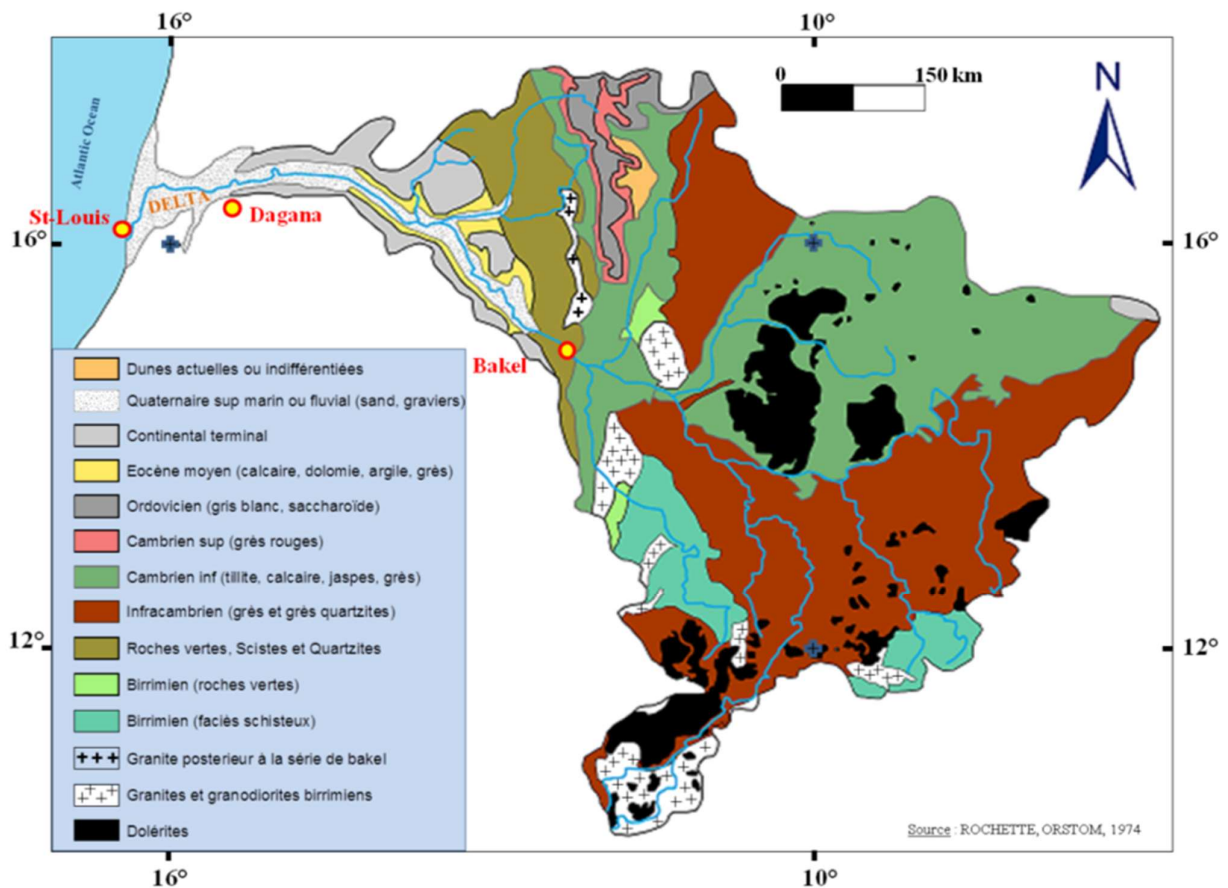 16°
10°
0
150 km
N
Atlantic Ocean
DELTA
St-Louis
Dagana
16°
16°
Bakel
Dunes actuelles ou indifférentiées
Quaternaire sup marin ou fluvial (sand, graviers)
Continental terminal
Eocène moyen (calcaire, dolomie, argile, grès)
Ordovicien (gris blanc, saccharoïde)
Cambrien sup (grès rouges)
Cambrien inf (tillite, calcaire, jaspes, grès)
Infracambrien (grès et grès quartzites)
Roches vertes, Scistes et Quartzites
Birrimien (roches vertes)
Birrimien (faciès schisteux)
Granite posterieur à la série de bakel
Granites et granodiorites birrimiens
Dolérites
12°
12°
Source : ROCHETTE, ORSTOM, 1974
16°
10°